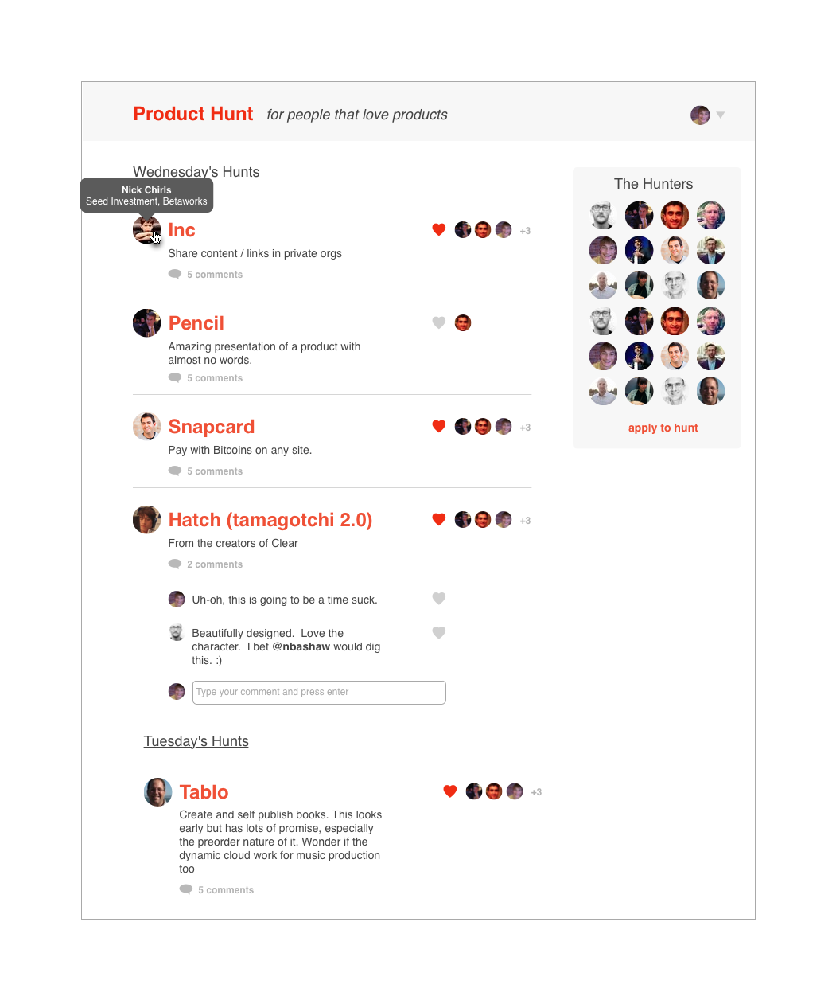 Product Hunt for people that love products
Wednesday's Hunts
Nick Chirls
Seed Investment, Betaworks
Inc
+3
Share content / links in private orgs
5 comments
Pencil
Amazing presentation of a product with
almost no words.
5 comments
Snapcard
+3
Pay with Bitcoins on any site.
5 comments
Hatch (tamagotchi 2.0)
+3
From the creators of Clear
2 comments
Uh-oh, this is going to be a time suck.
Beautifully designed.  Love the
character.  I bet @nbashaw would dig
this. :)
Type your comment and press enter
Tuesday's Hunts
Tablo
+3
Create and self publish books. This looks
early but has lots of promise, especially
the preorder nature of it. Wonder if the
dynamic cloud work for music production
too
5 comments
The Hunters
apply to hunt